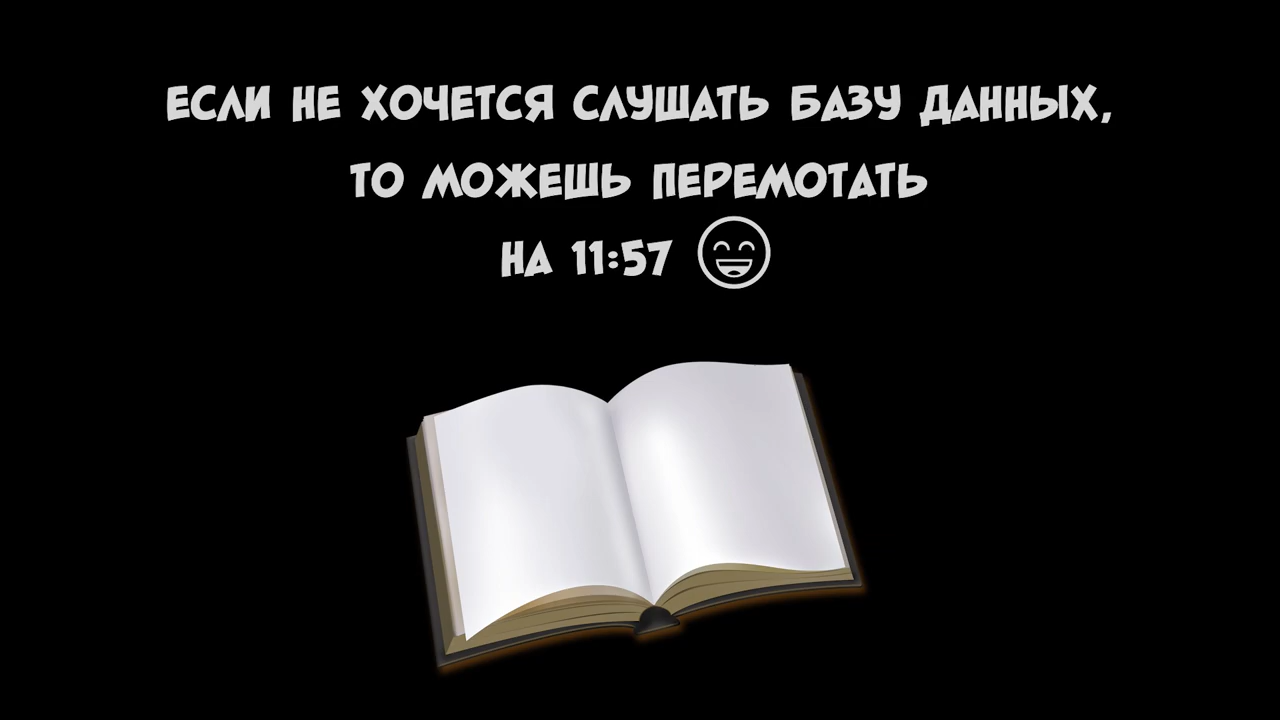 ЕСЛИ НЕ ХОЧЕТСЯ СЛУШАТЬ БАЗУ ДАННЫХ,
ТО МОЖЕШЬ ПЕРЕМОТАТЬ
НА 11:57 😄